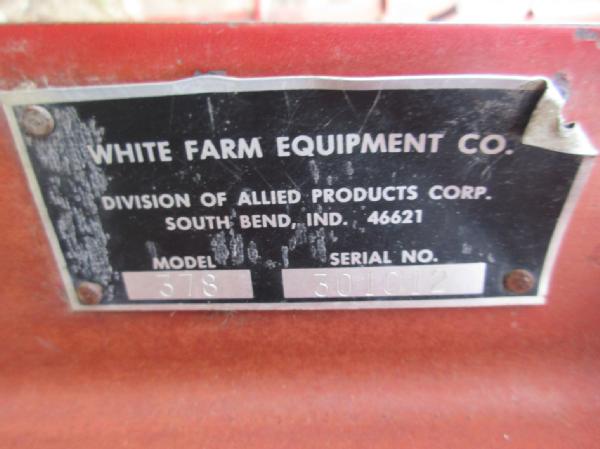 WHITE FARM EQUIPMENT CO.
DIVISION OF ALLIED PRODUCTS CORP.
SOUTH BEND, IND. 46621
MODEL SERIAL NO.
378 301012